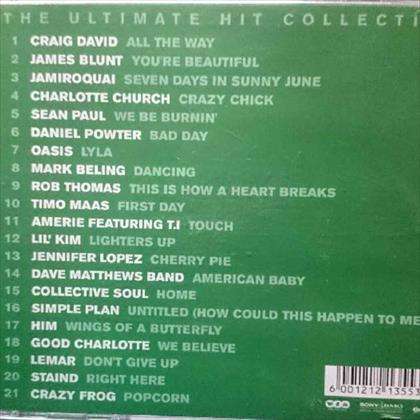 THE ULTIMATE HIT COLLECTI
1 CRAIG DAVID ALL THE WAY
2 JAMES BLUNT YOU'RE BEAUTIFUL
3 JAMIROQUAI SEVEN DAYS IN SUNNY JUNE
4 CHARLOTTE CHURCH CRAZY CHICK
5 SEAN PAUL WE BE BURNIN'
6 DANIEL POWTER BAD DAY
7 OASIS LYLA
8 MARK BELING DANCING
9 ROB THOMAS THIS IS HOW A HEART BREAKS
10 TIMO MAAS FIRST DAY
11 AMERIE FEATURING T.I TOUCH
12 LIL' KIM LIGHTERS UP
13 JENNIFER LOPEZ CHERRY PIE
14 DAVE MATTHEWS BAND AMERICAN BABY
15 COLLECTIVE SOUL HOME
16 SIMPLE PLAN UNTITLED (HOW COULD THIS HAPPEN TO ME
17 HIM WINGS OF A BUTTERFLY
18 GOOD CHARLOTTE WE BELIEVE
19 LEMAR DON'T GIVE UP
20 STAIND RIGHT HERE
21 CRAZY FROG POPCORN
6 001212 1355
SONY BMG